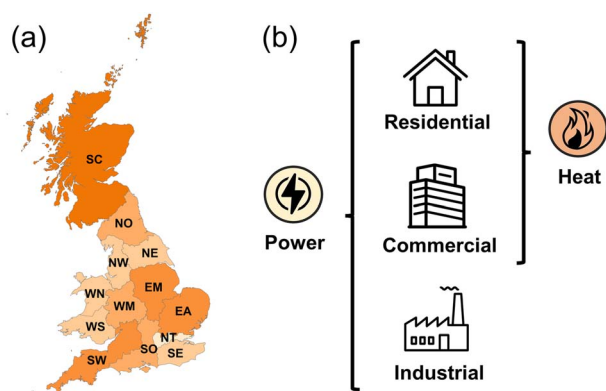 (a)
SC
NO
NW
NE
WN
WM
EM
WS
EA
NT
SW
SO
SE
(b)
Power
Residential
Commercial
Industrial
Heat